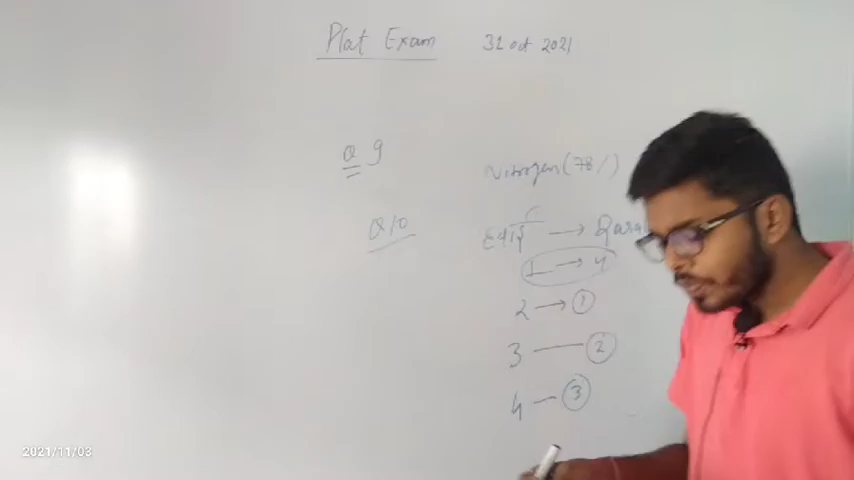 Plat Exam 31 oct 2021
Q 9
Nitrogen (78/)
Q10
→
1 → 4
2 → 1
3 — 2
4 — 3
2021/11/03